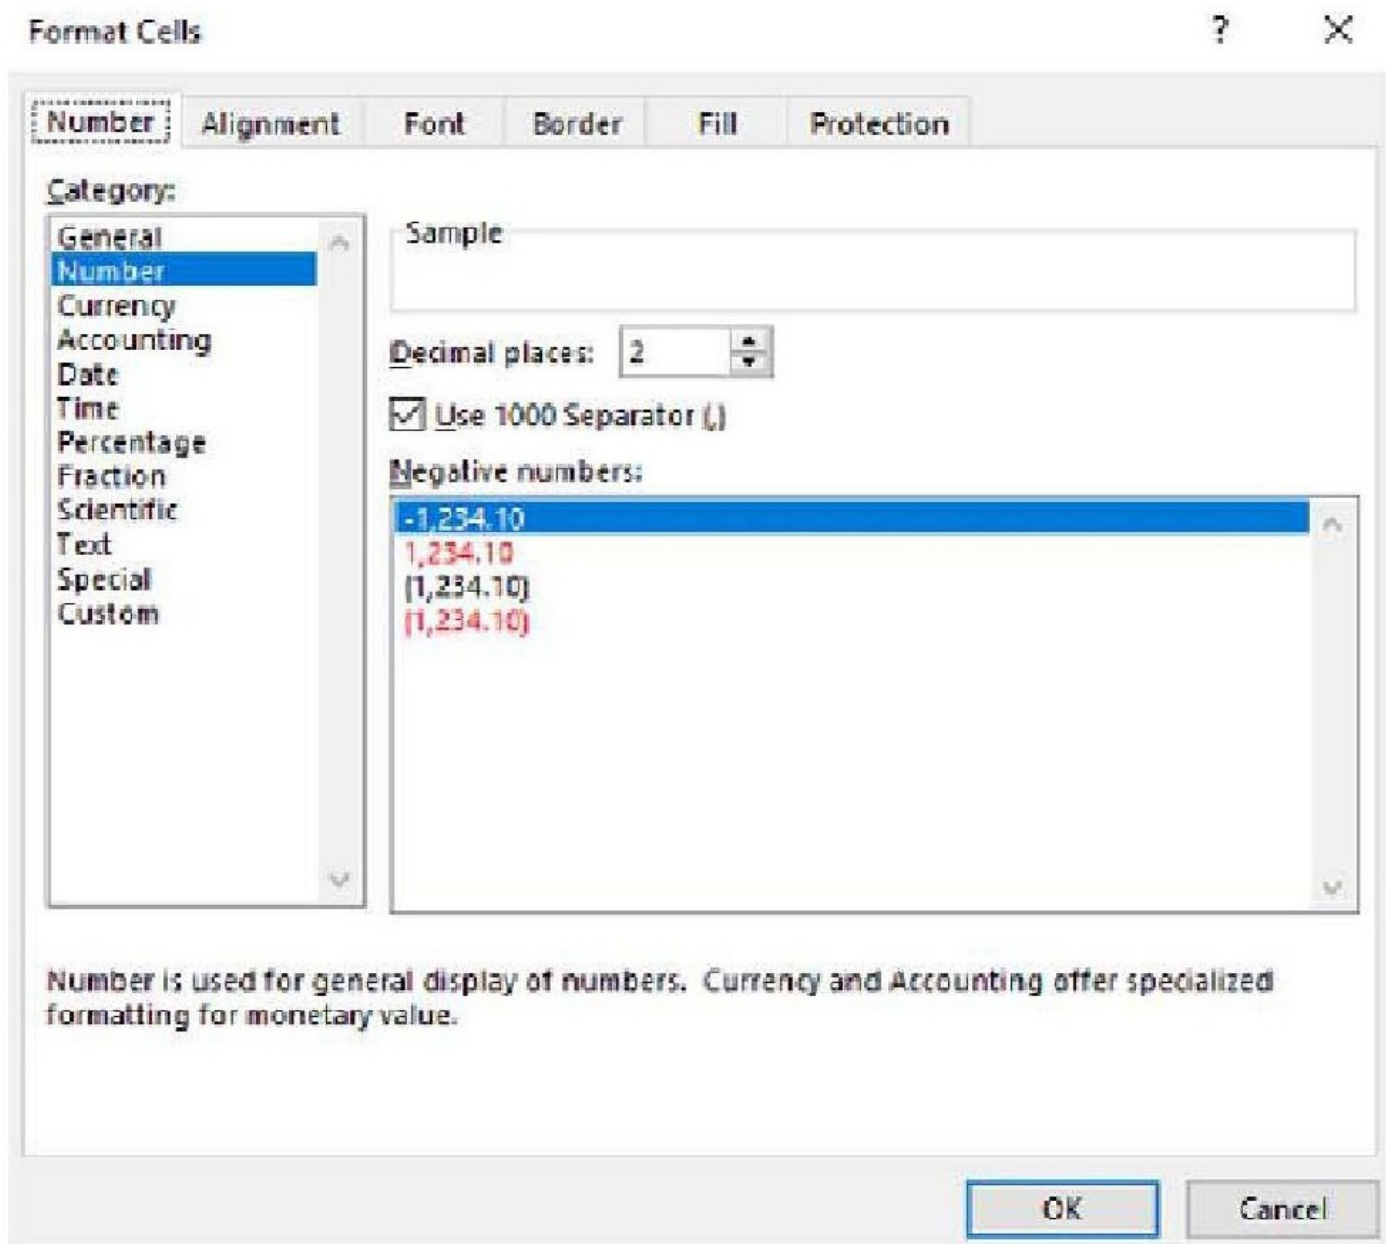 Format Cells ? X
Number Alignment Font Border Fill Protection
Category:
General
Number
Currency
Accounting
Date
Time
Percentage
Fraction
Scientific
Text
Special
Custom
Sample
Decimal places: 2
Use 1000 Separator (,)
Negative numbers:
-1,234.10
1,234.10
(1,234.10)
(1,234.10)
Number is used for general display of numbers. Currency and Accounting offer specialized
formatting for monetary value.
OK Cancel